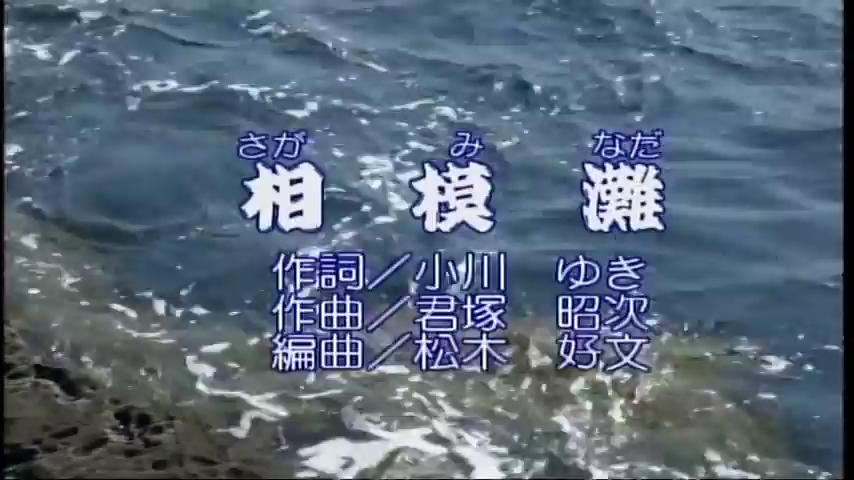 さが み なだ
相模灘
作詞／小川 ゆき
作曲／君塚 昭次
編曲／松木 好文